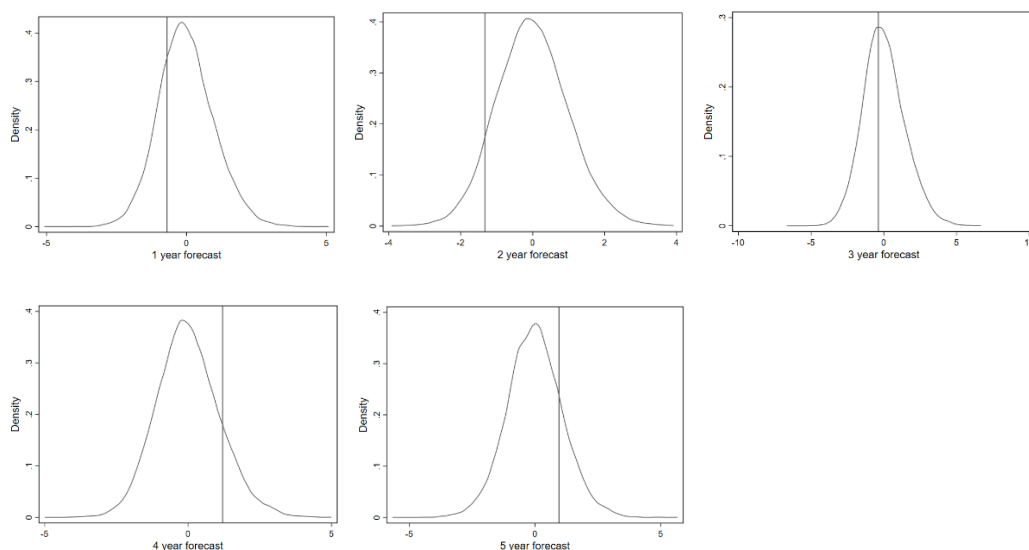 Density
0 .1 .2 .3 .4
-5 0 5
1 year forecast
Density
0 .1 .2 .3 .4
-4 -2 0 2 4
2 year forecast
Density
0 .1 .2 .3
-10 -5 0 5
3 year forecast
Density
0 .1 .2 .3 .4
-5 0 5
4 year forecast
Density
0 .1 .2 .3 .4
-5 0 5
5 year forecast